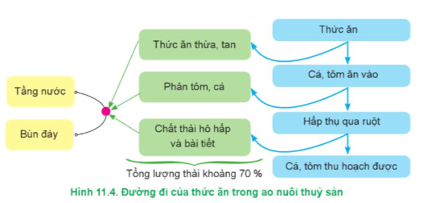 Thức ăn
Thức ăn thừa, tan
Cá, tôm ăn vào
Tầng nước
Phân tôm, cá
Bùn đáy
Hấp thụ qua ruột
Chất thải hô hấp
và bài tiết
Cá, tôm thu hoạch được
Tổng lượng thải khoảng 70 %
Hình 11.4. Đường đi của thức ăn trong ao nuôi thuỷ sản